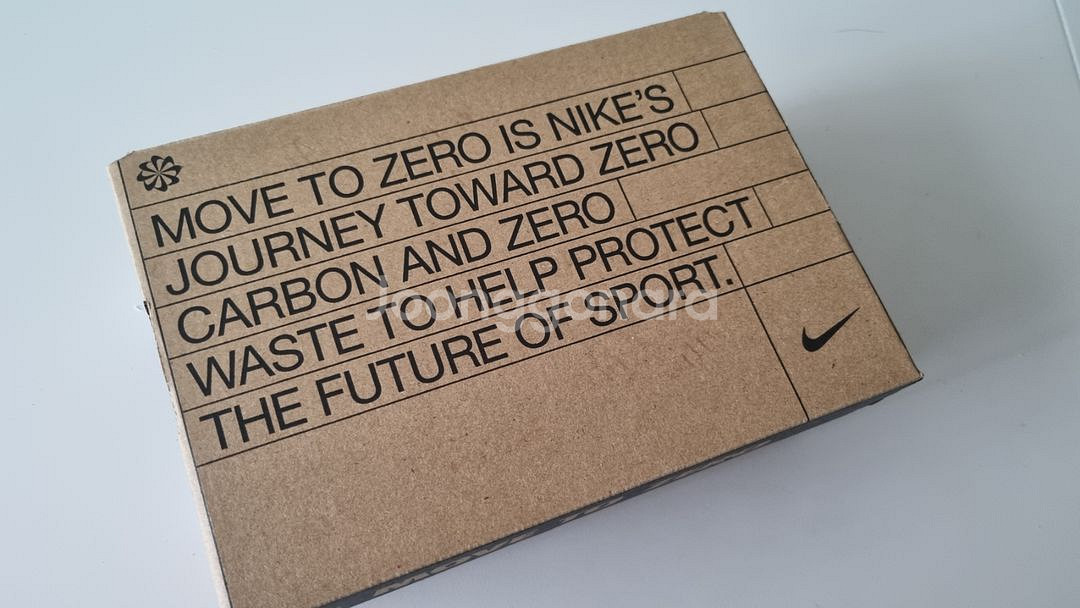 MOVE TO ZERO IS NIKE'S
JOURNEY TOWARD ZERO
CARBON AND ZERO
WASTE TO HELP PROTECT
THE FUTURE OF SPORT.
Joonggonara